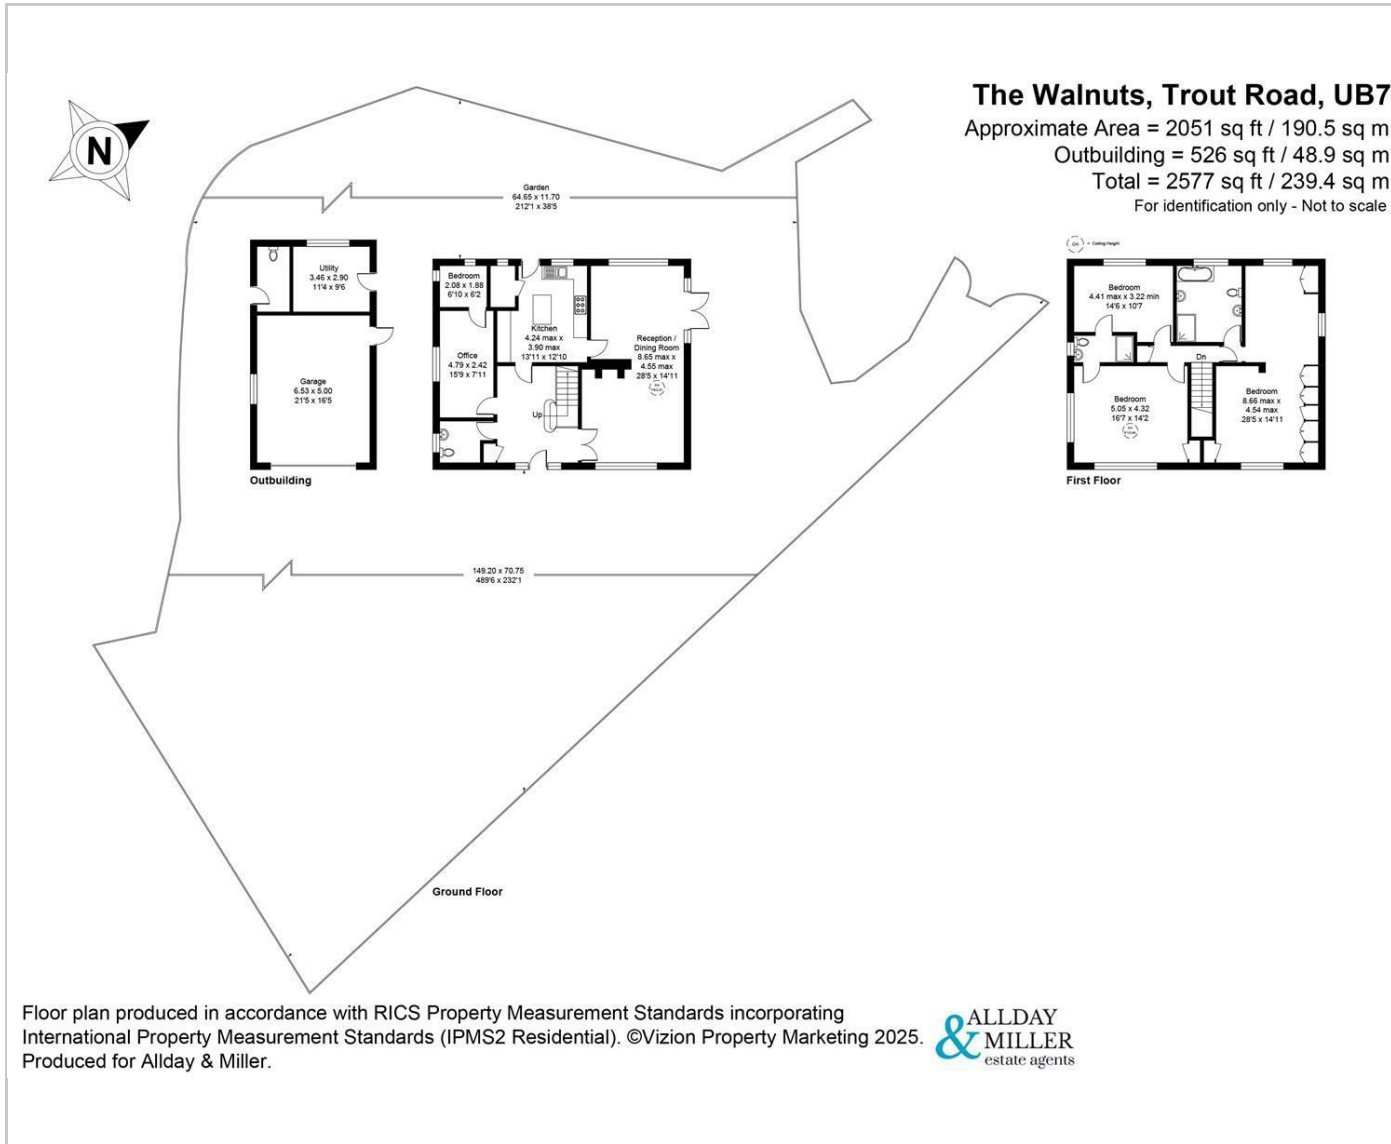 The Walnuts, Trout Road, UB7
Approximate Area = 2051 sq ft / 190.5 sq m
Outbuilding = 526 sq ft / 48.9 sq m
Total = 2577 sq ft / 239.4 sq m
For identification only - Not to scale
N
Garden
64.65 x 11.70
212'1 x 38'5
Utility
3.46 x 2.90
11'4 x 9'6
Garage
6.53 x 5.00
21'5 x 16'5
Outbuilding
Bedroom
2.08 x 1.88
6'10 x 6'2
Kitchen
4.24 max x
3.90 max
13'11 x 12'10
Office
4.79 x 2.42
15'9 x 7'11
Reception /
Dining Room
8.65 max x
4.55 max
28'5 x 14'11
Up
CH = Ceiling Height
Bedroom
4.41 max x 3.22 min
14'6 x 10'7
Dn
Bedroom
5.05 x 4.32
16'7 x 14'2
Bedroom
8.66 max x
4.54 max
28'5 x 14'11
First Floor
149.20 x 70.75
489'6 x 232'1
Ground Floor
Floor plan produced in accordance with RICS Property Measurement Standards incorporating
International Property Measurement Standards (IPMS2 Residential). ©Vizion Property Marketing 2025.
Produced for Allday & Miller.
ALLDAY
& MILLER
estate agents